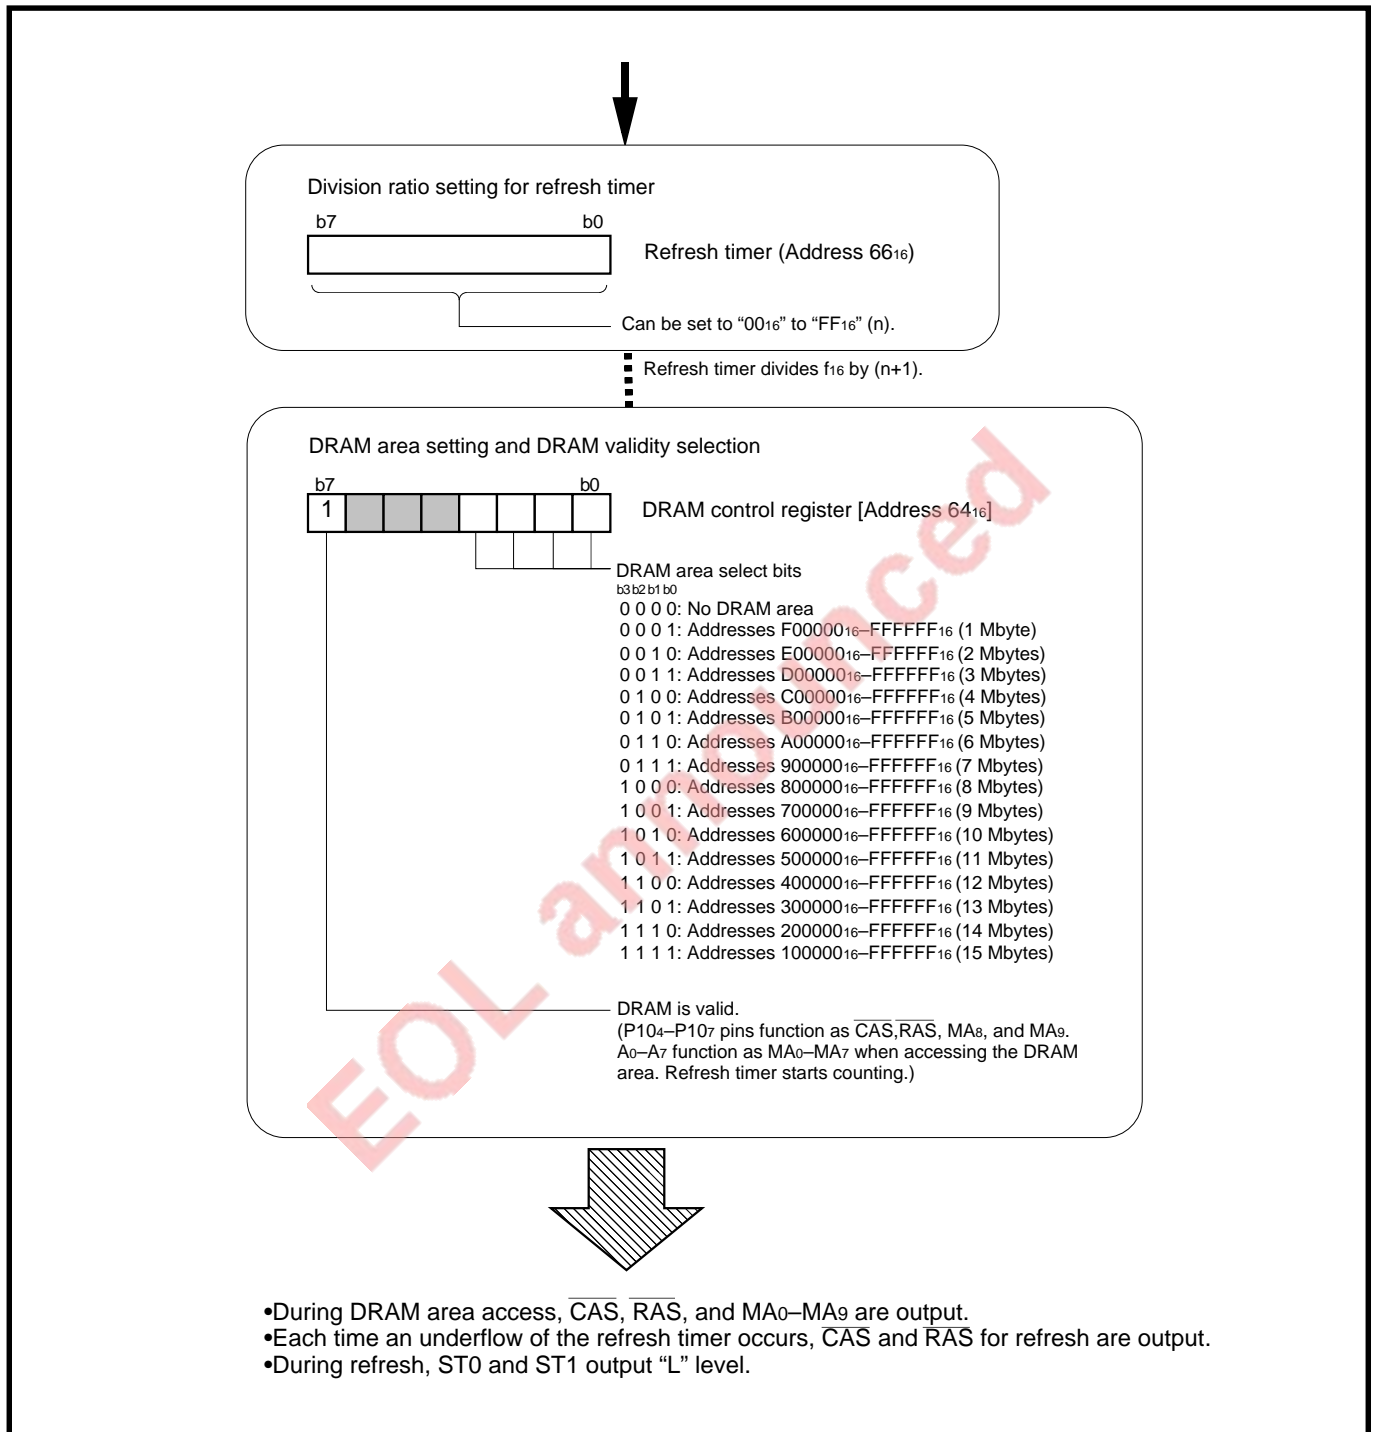 Division ratio setting for refresh timer
b7 b0
Refresh timer (Address 6616)
Can be set to “0016” to “FF16” (n).
Refresh timer divides f16 by (n+1).
DRAM area setting and DRAM validity selection
b7 b0
1
DRAM control register [Address 6416]
DRAM area select bits
b3b2b1b0
0 0 0 0: No DRAM area
0 0 0 1: Addresses F0000016–FFFFFF16 (1 Mbyte)
0 0 1 0: Addresses E0000016–FFFFFF16 (2 Mbytes)
0 0 1 1: Addresses D0000016–FFFFFF16 (3 Mbytes)
0 1 0 0: Addresses C0000016–FFFFFF16 (4 Mbytes)
0 1 0 1: Addresses B0000016–FFFFFF16 (5 Mbytes)
0 1 1 0: Addresses A0000016–FFFFFF16 (6 Mbytes)
0 1 1 1: Addresses 90000016–FFFFFF16 (7 Mbytes)
1 0 0 0: Addresses 80000016–FFFFFF16 (8 Mbytes)
1 0 0 1: Addresses 70000016–FFFFFF16 (9 Mbytes)
1 0 1 0: Addresses 60000016–FFFFFF16 (10 Mbytes)
1 0 1 1: Addresses 50000016–FFFFFF16 (11 Mbytes)
1 1 0 0: Addresses 40000016–FFFFFF16 (12 Mbytes)
1 1 0 1: Addresses 30000016–FFFFFF16 (13 Mbytes)
1 1 1 0: Addresses 20000016–FFFFFF16 (14 Mbytes)
1 1 1 1: Addresses 10000016–FFFFFF16 (15 Mbytes)
DRAM is valid.
(P104–P107 pins function as CAS,RAS, MA8, and MA9.
A0–A7 function as MA0–MA7 when accessing the DRAM
area. Refresh timer starts counting.)
EOL announced
•During DRAM area access, CAS, RAS, and MA0–MA9 are output.
•Each time an underflow of the refresh timer occurs, CAS and RAS for refresh are output.
•During refresh, ST0 and ST1 output “L” level.